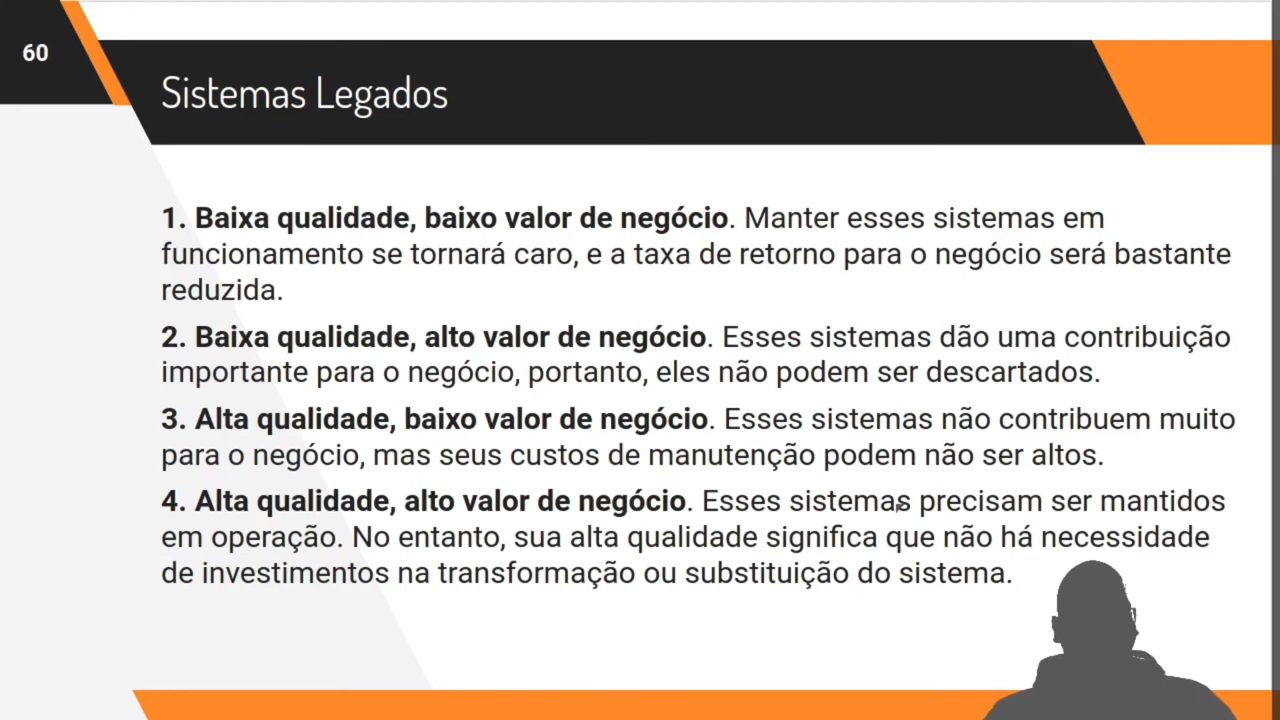 60
Sistemas Legados
1. Baixa qualidade, baixo valor de negócio. Manter esses sistemas em
funcionamento se tornará caro, e a taxa de retorno para o negócio será bastante
reduzida.
2. Baixa qualidade, alto valor de negócio. Esses sistemas dão uma contribuição
importante para o negócio, portanto, eles não podem ser descartados.
3. Alta qualidade, baixo valor de negócio. Esses sistemas não contribuem muito
para o negócio, mas seus custos de manutenção podem não ser altos.
4. Alta qualidade, alto valor de negócio. Esses sistemas precisam ser mantidos
em operação. No entanto, sua alta qualidade significa que não há necessidade
de investimentos na transformação ou substituição do sistema.